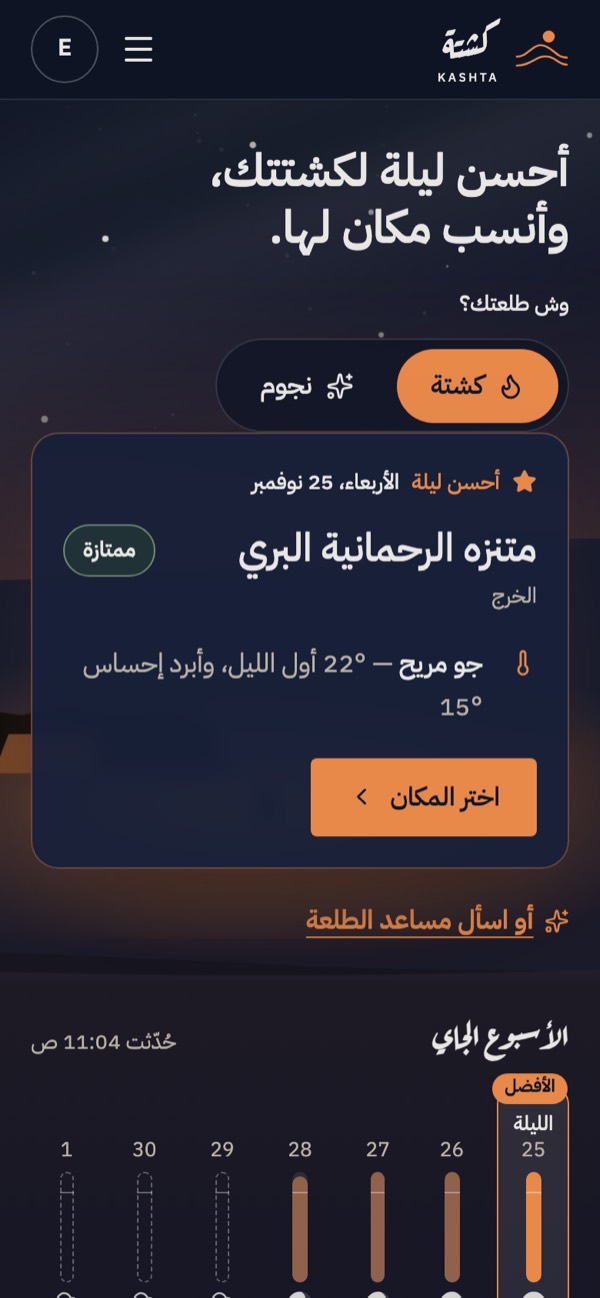 كشتة
KASHTA
E
أحسن ليلة لكشتتك،
وأنسب مكان لها.
وش طلعتك؟
كشتة
نجوم
أحسن ليلة الأربعاء، 25 نوفمبر
متنزه الرحمانية البري
ممتازة
الخرج
جو مريح — 22° أول الليل، وأبرد إحساس
15°
اختر المكان
أو اسأل مساعد الطلعة
الأسبوع الجاي
حُدّثت 11:04 ص
الأفضل
الليلة
25 26 27 28 29 30 1